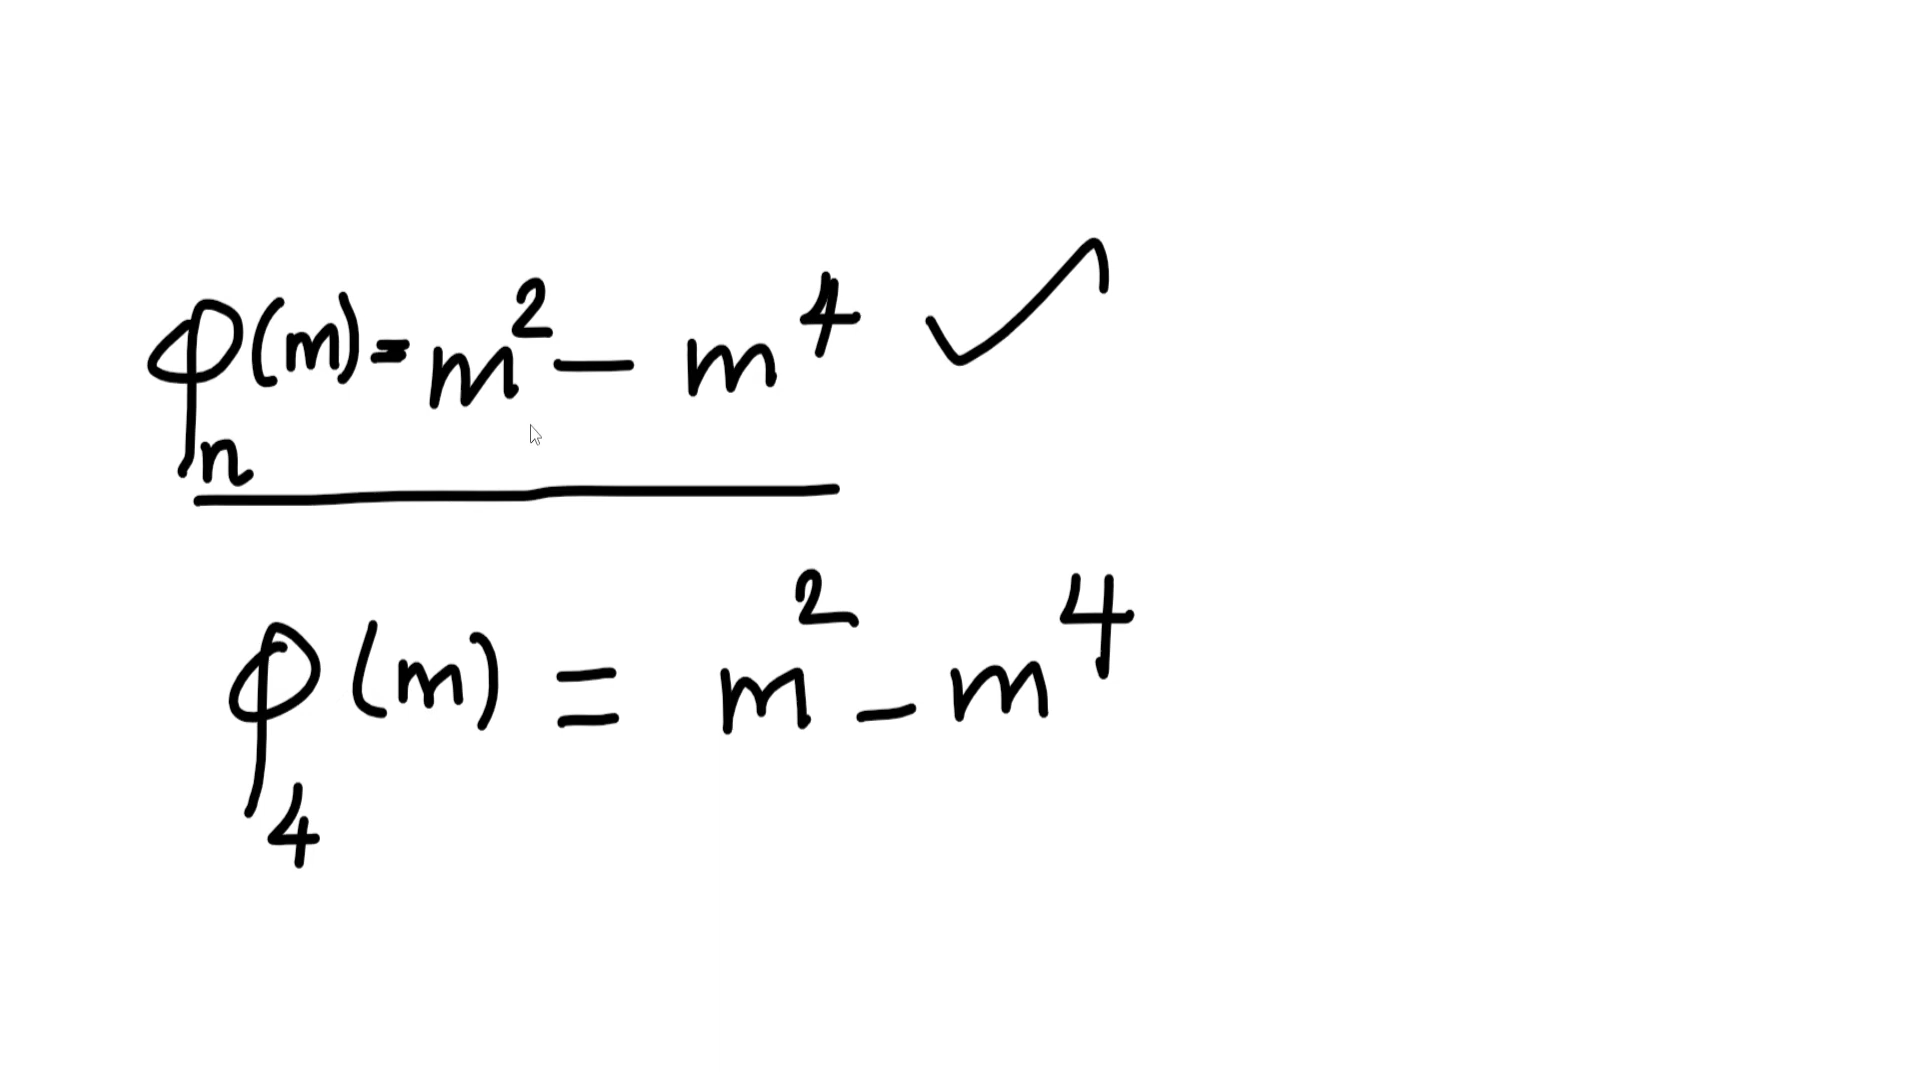 φₙ(m) = m² − m⁴ ✓
φ₄(m) = m² − m⁴